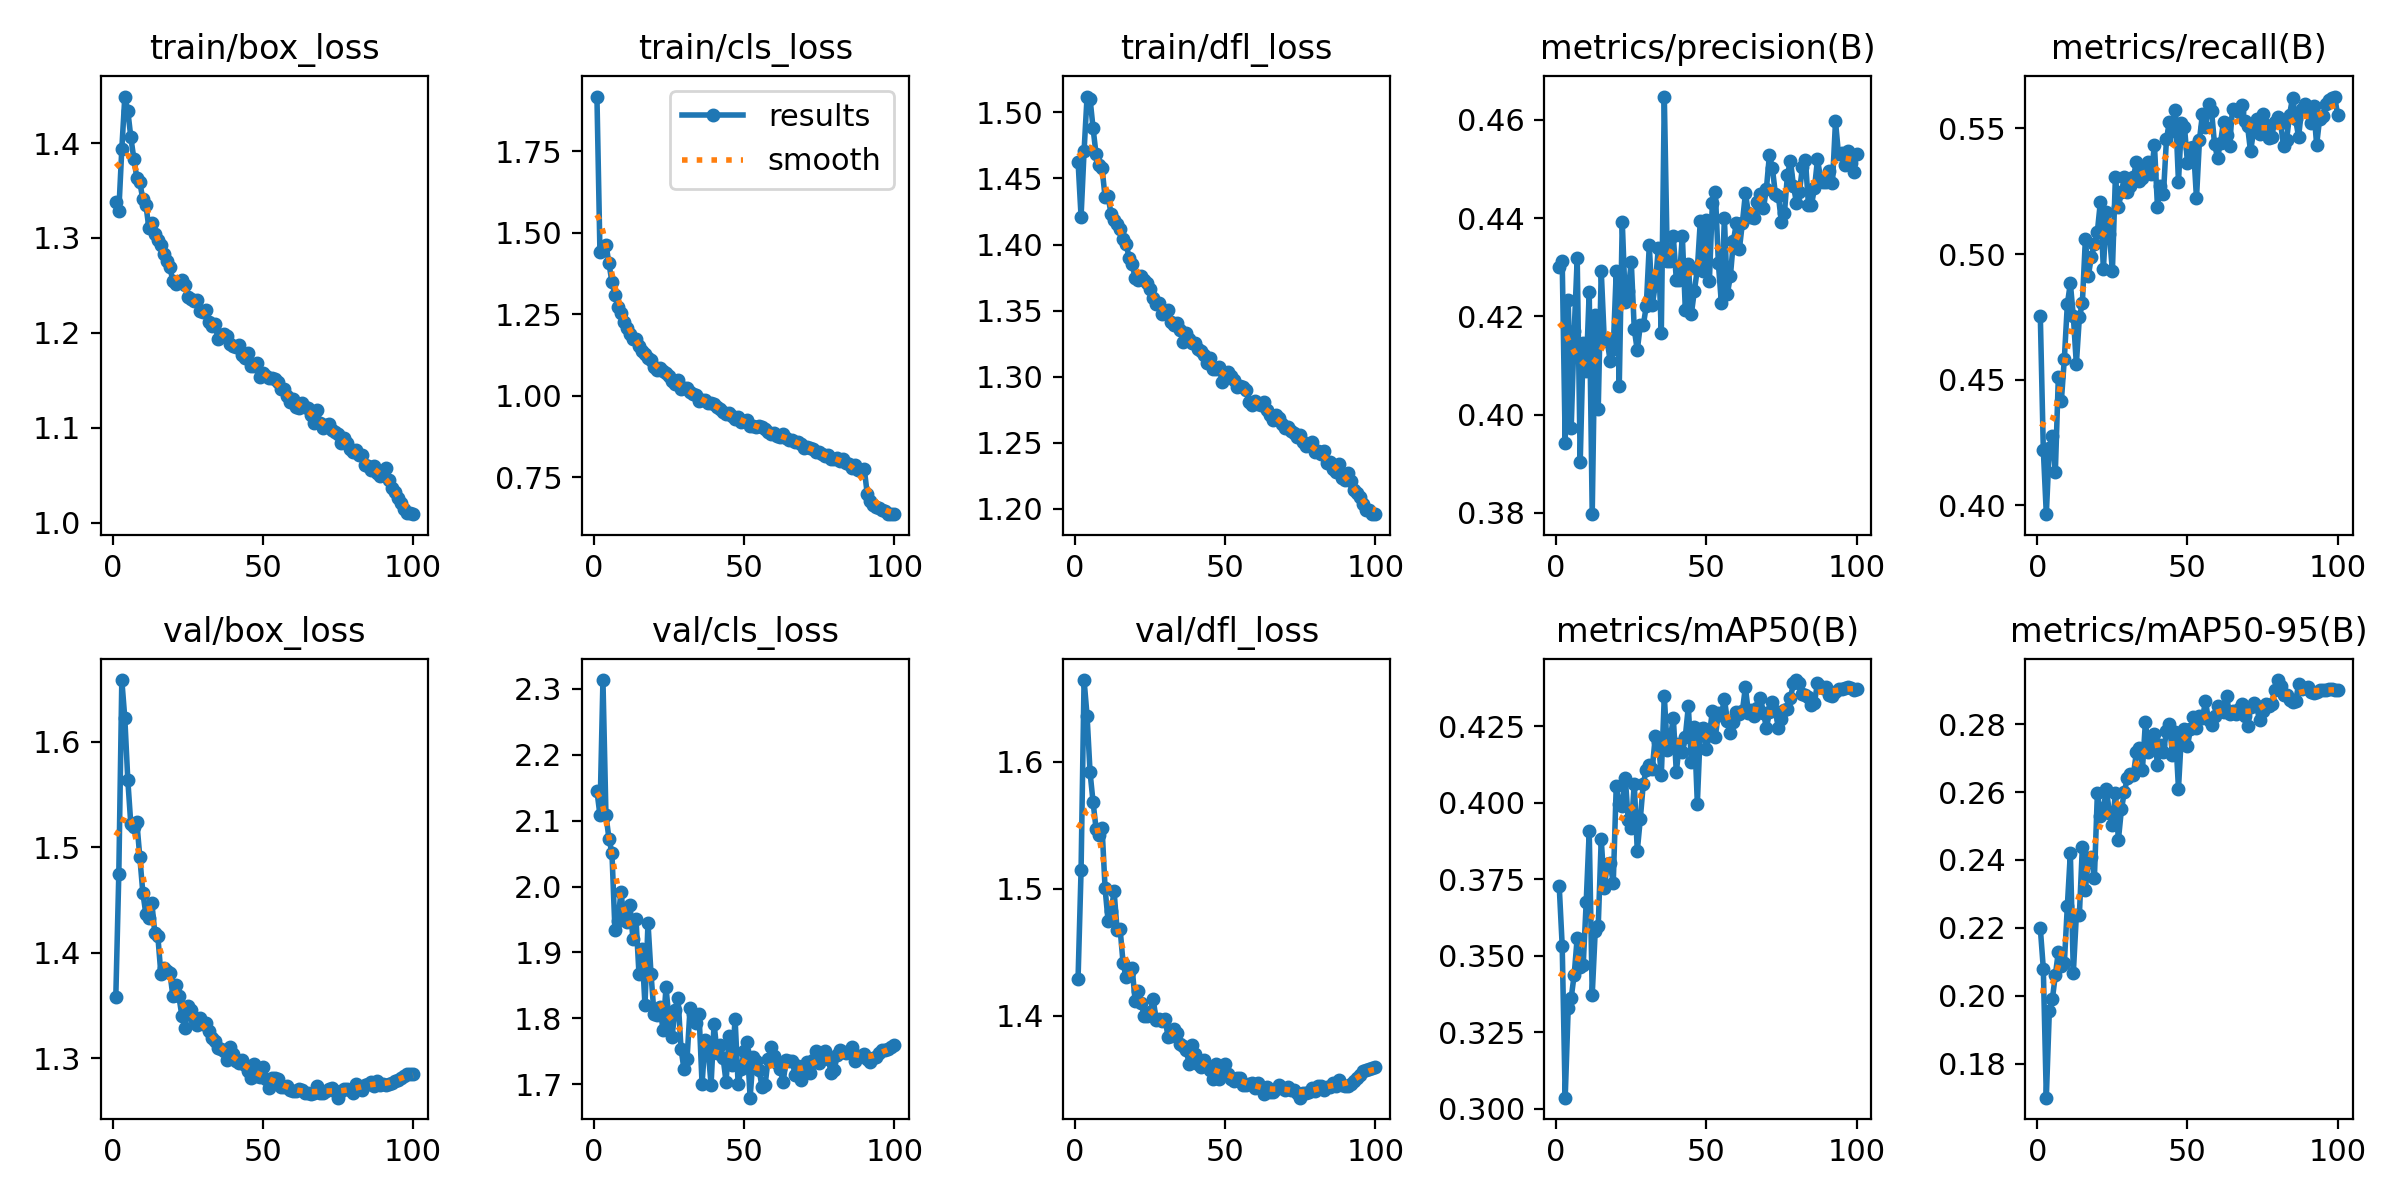 train/box_loss
1.4
1.3
1.2
1.1
1.0
0 50 100
train/cls_loss
results
smooth
1.75
1.50
1.25
1.00
0.75
0 50 100
train/dfl_loss
1.50
1.45
1.40
1.35
1.30
1.25
1.20
0 50 100
metrics/precision(B)
0.46
0.44
0.42
0.40
0.38
0 50 100
metrics/recall(B)
0.55
0.50
0.45
0.40
0 50 100
val/box_loss
1.6
1.5
1.4
1.3
0 50 100
val/cls_loss
2.3
2.2
2.1
2.0
1.9
1.8
1.7
0 50 100
val/dfl_loss
1.6
1.5
1.4
0 50 100
metrics/mAP50(B)
0.425
0.400
0.375
0.350
0.325
0.300
0 50 100
metrics/mAP50-95(B)
0.28
0.26
0.24
0.22
0.20
0.18
0 50 100